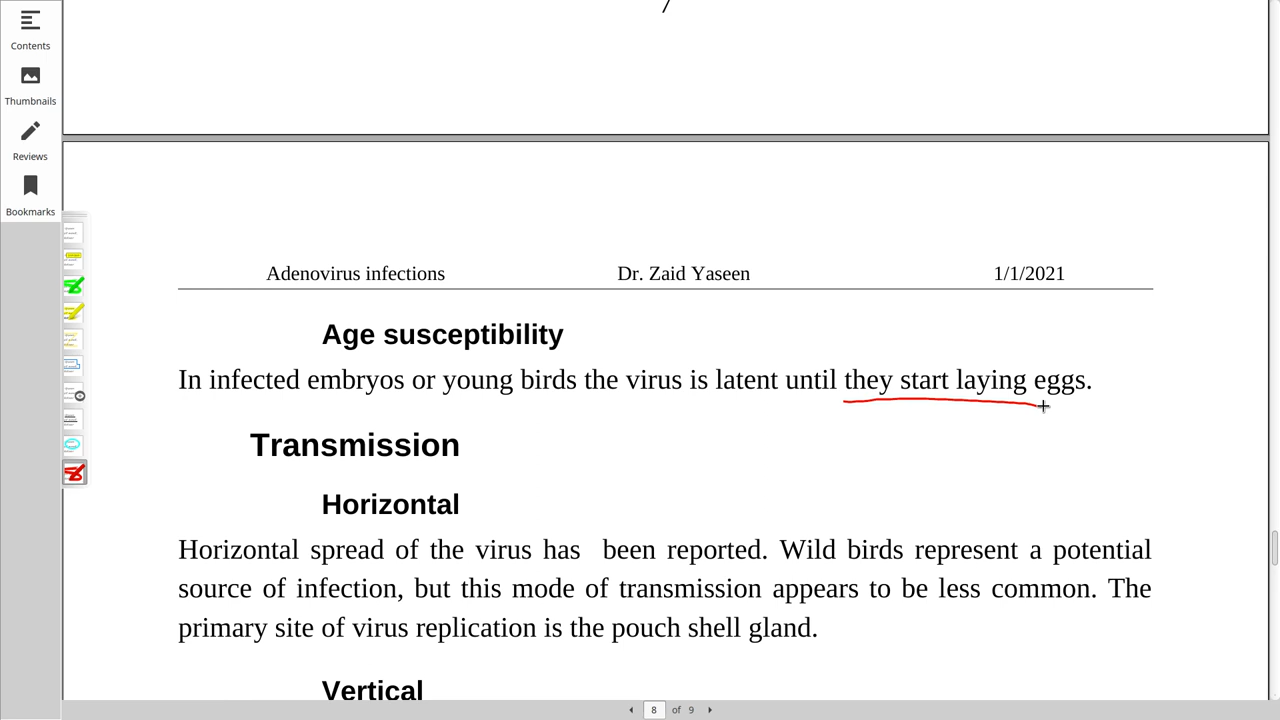 7
Contents
Thumbnails
Reviews
Bookmarks
Adenovirus infections Dr. Zaid Yaseen 1/1/2021
Age susceptibility
In infected embryos or young birds the virus is latent until they start laying eggs.
Transmission
Horizontal
Horizontal spread of the virus has been reported. Wild birds represent a potential
source of infection, but this mode of transmission appears to be less common. The
primary site of virus replication is the pouch shell gland.
Vertical
8 of 9